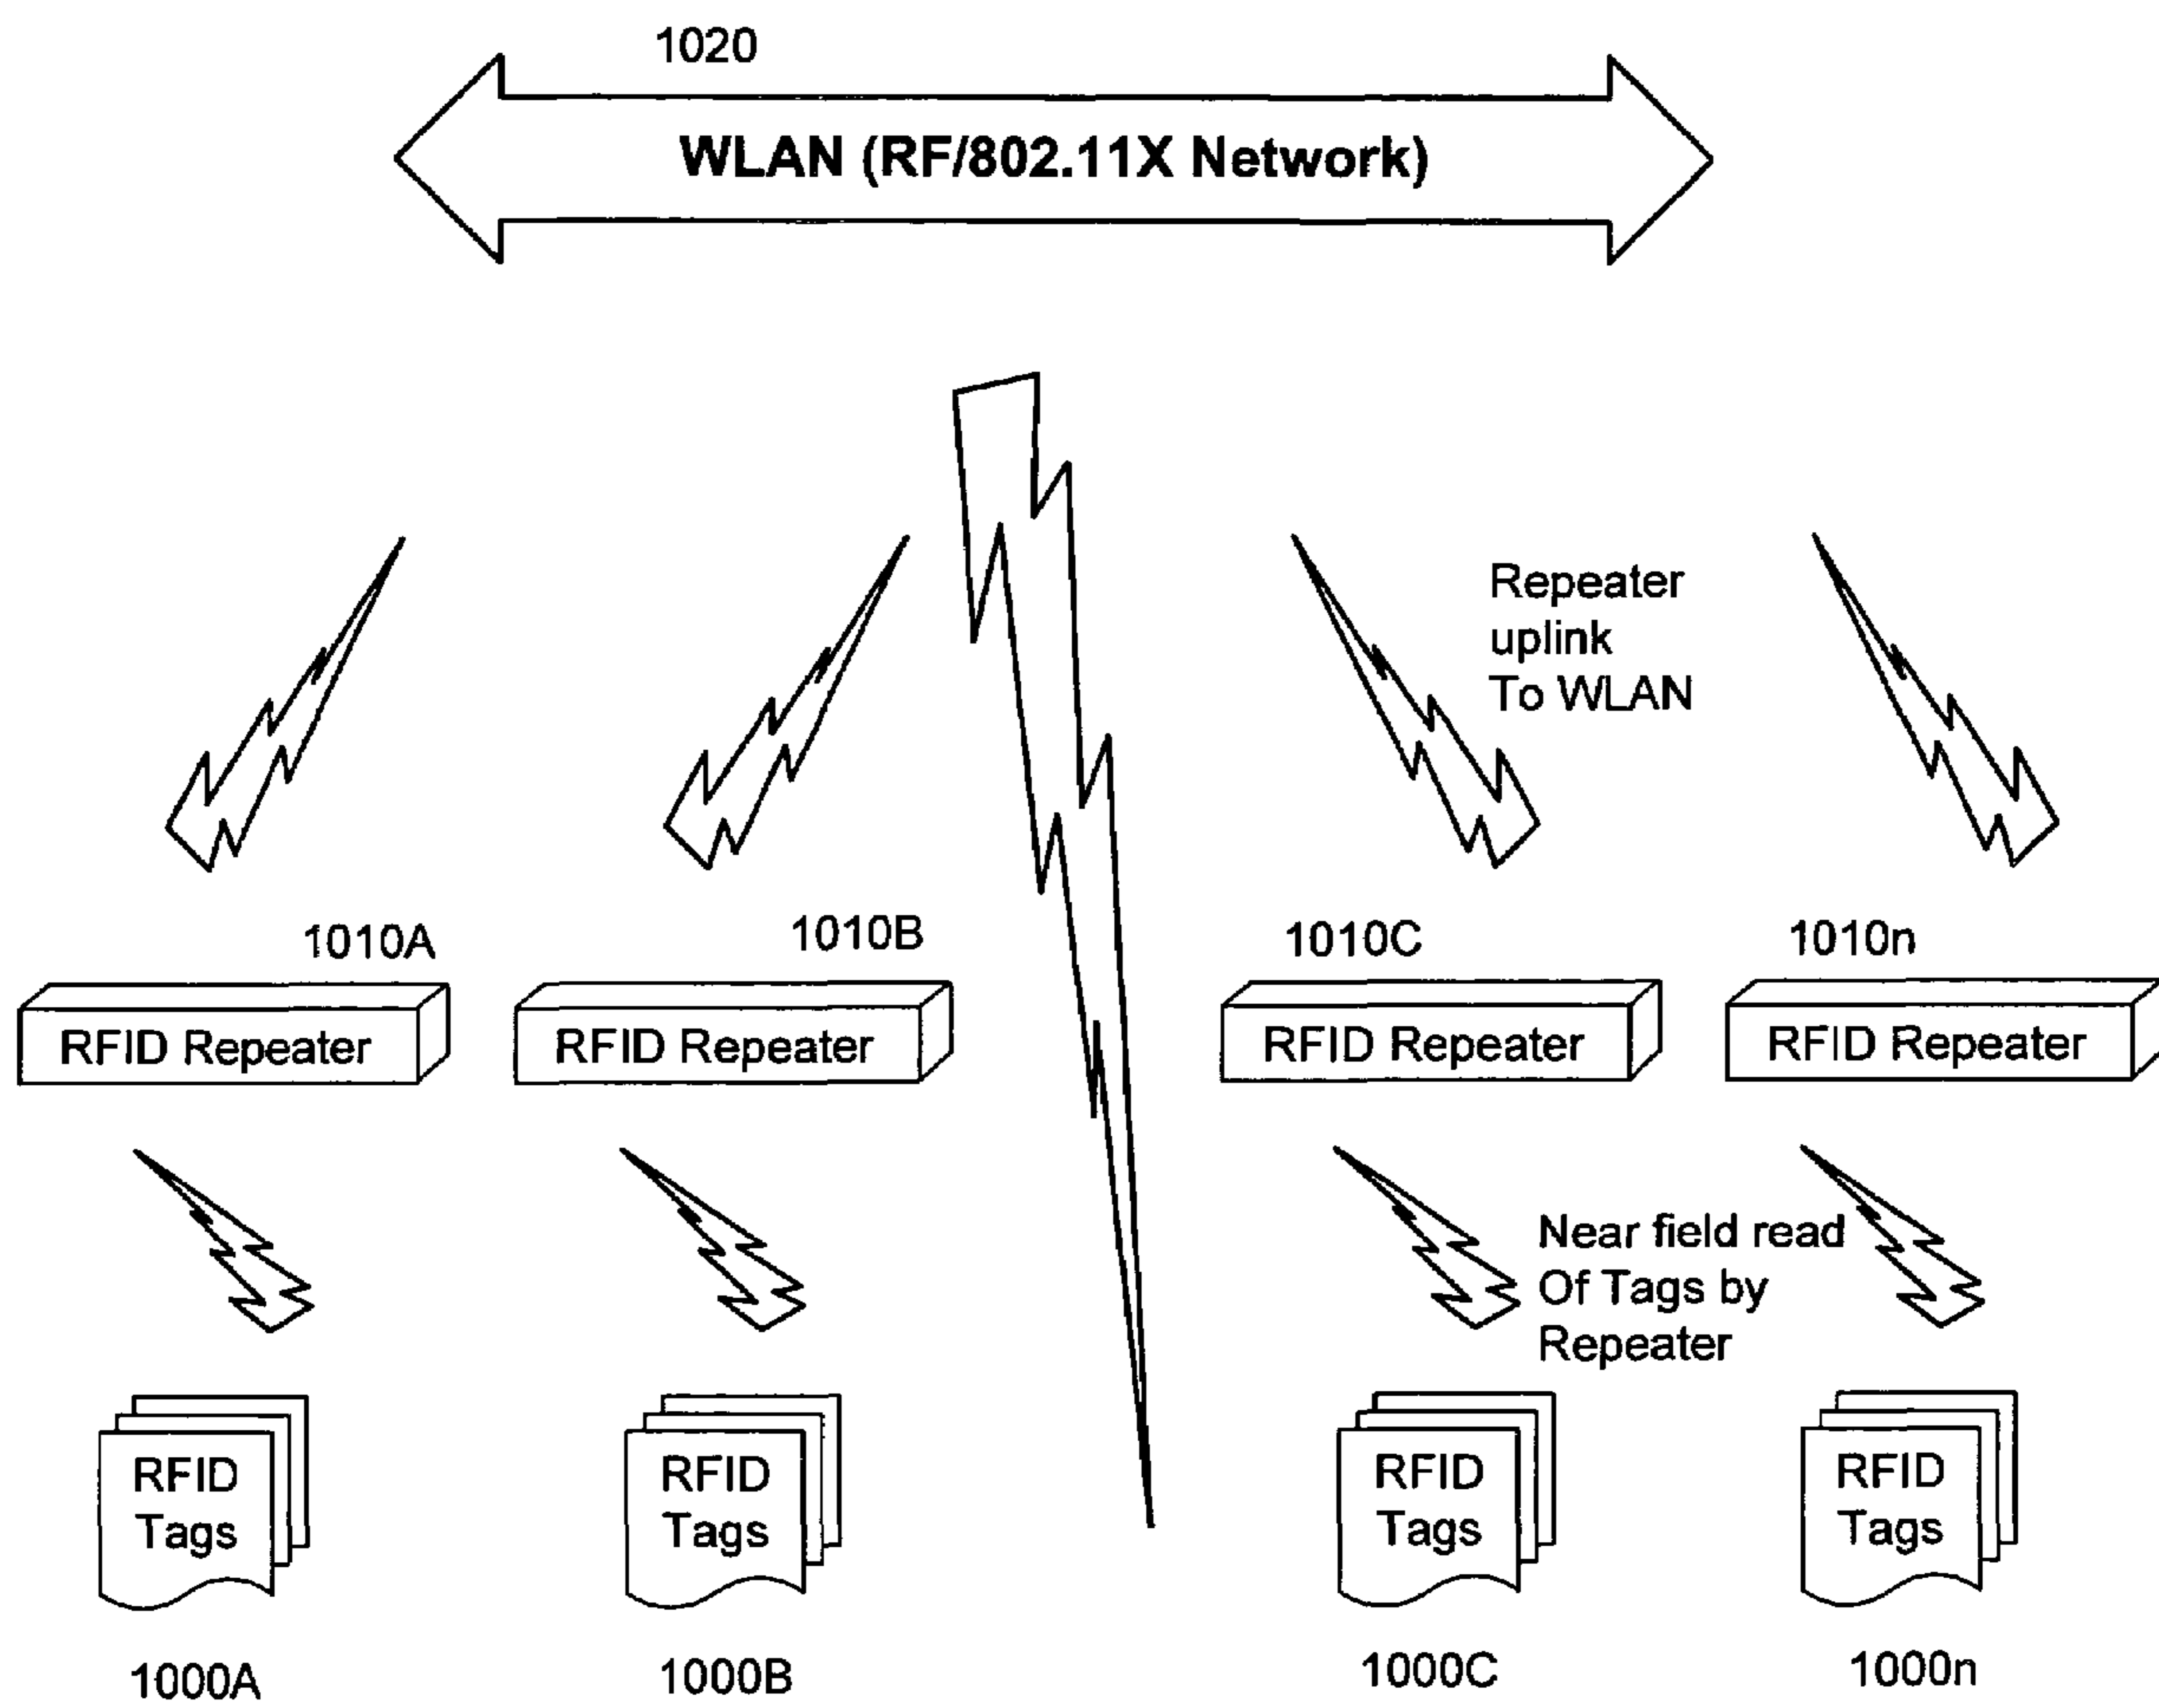 1020
WLAN (RF/802.11X Network)
Repeater
uplink
To WLAN
1010A
1010B
1010C
1010n
RFID Repeater
RFID Repeater
RFID Repeater
RFID Repeater
Near field read
Of Tags by
Repeater
RFID
Tags
RFID
Tags
RFID
Tags
RFID
Tags
1000A
1000B
1000C
1000n